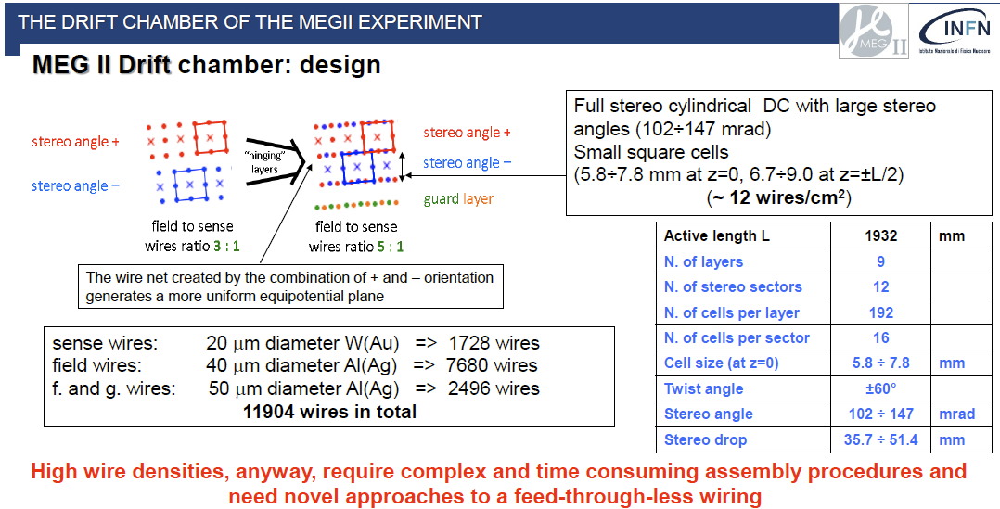 THE DRIFT CHAMBER OF THE MEGII EXPERIMENT
MEG II
INFN
Istituto Nazionale di Fisica Nucleare
MEG II Drift chamber: design
stereo angle +
stereo angle –
"hinging"
layers
field to sense
wires ratio 3 : 1
stereo angle +
stereo angle –
guard layer
field to sense
wires ratio 5 : 1
The wire net created by the combination of + and – orientation
generates a more uniform equipotential plane
Full stereo cylindrical DC with large stereo
angles (102÷147 mrad)
Small square cells
(5.8÷7.8 mm at z=0, 6.7÷9.0 at z=±L/2)
(~ 12 wires/cm²)
sense wires: 20 µm diameter W(Au) => 1728 wires
field wires: 40 µm diameter Al(Ag) => 7680 wires
f. and g. wires: 50 µm diameter Al(Ag) => 2496 wires
11904 wires in total
Active length L 1932 mm
N. of layers 9
N. of stereo sectors 12
N. of cells per layer 192
N. of cells per sector 16
Cell size (at z=0) 5.8 ÷ 7.8 mm
Twist angle ±60°
Stereo angle 102 ÷ 147 mrad
Stereo drop 35.7 ÷ 51.4 mm
High wire densities, anyway, require complex and time consuming assembly procedures and
need novel approaches to a feed-through-less wiring